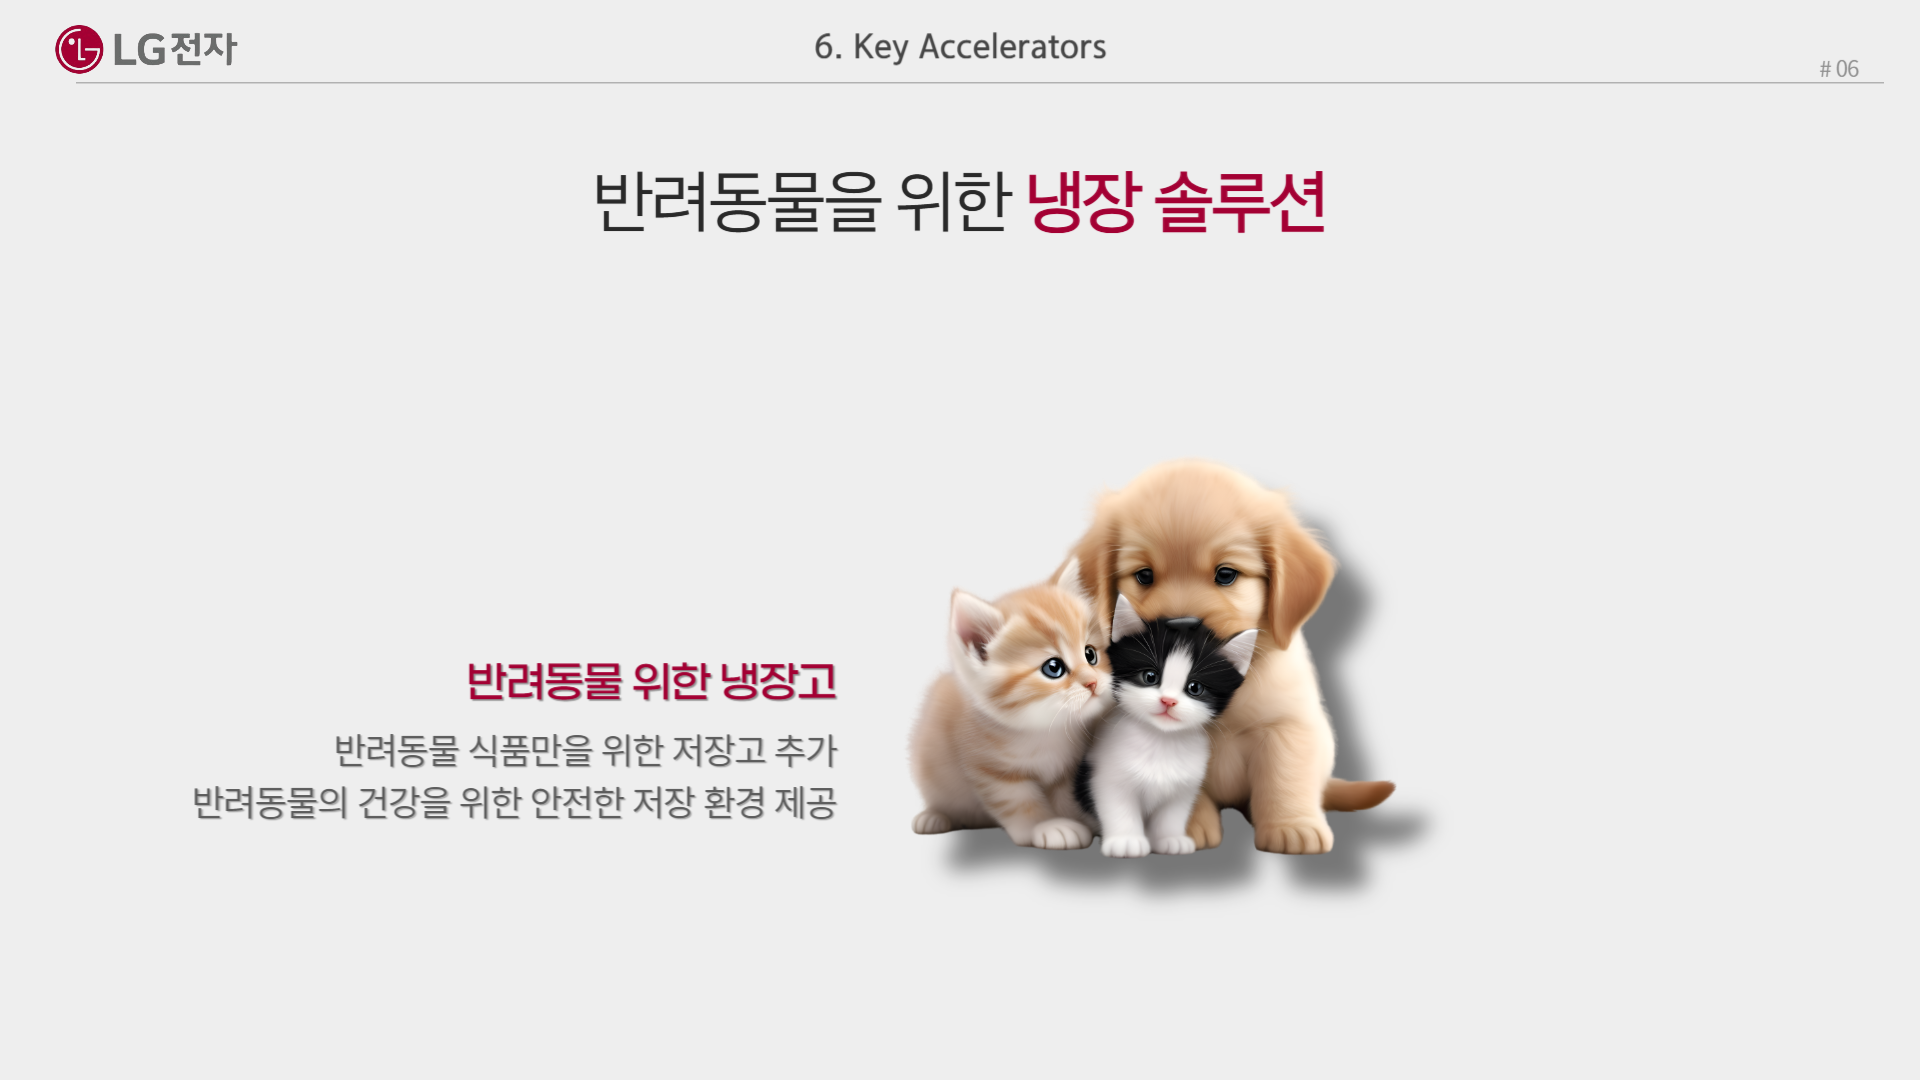 LG전자
6. Key Accelerators
# 06
반려동물을 위한 냉장 솔루션
반려동물 위한 냉장고
반려동물 식품만을 위한 저장고 추가
반려동물의 건강을 위한 안전한 저장 환경 제공